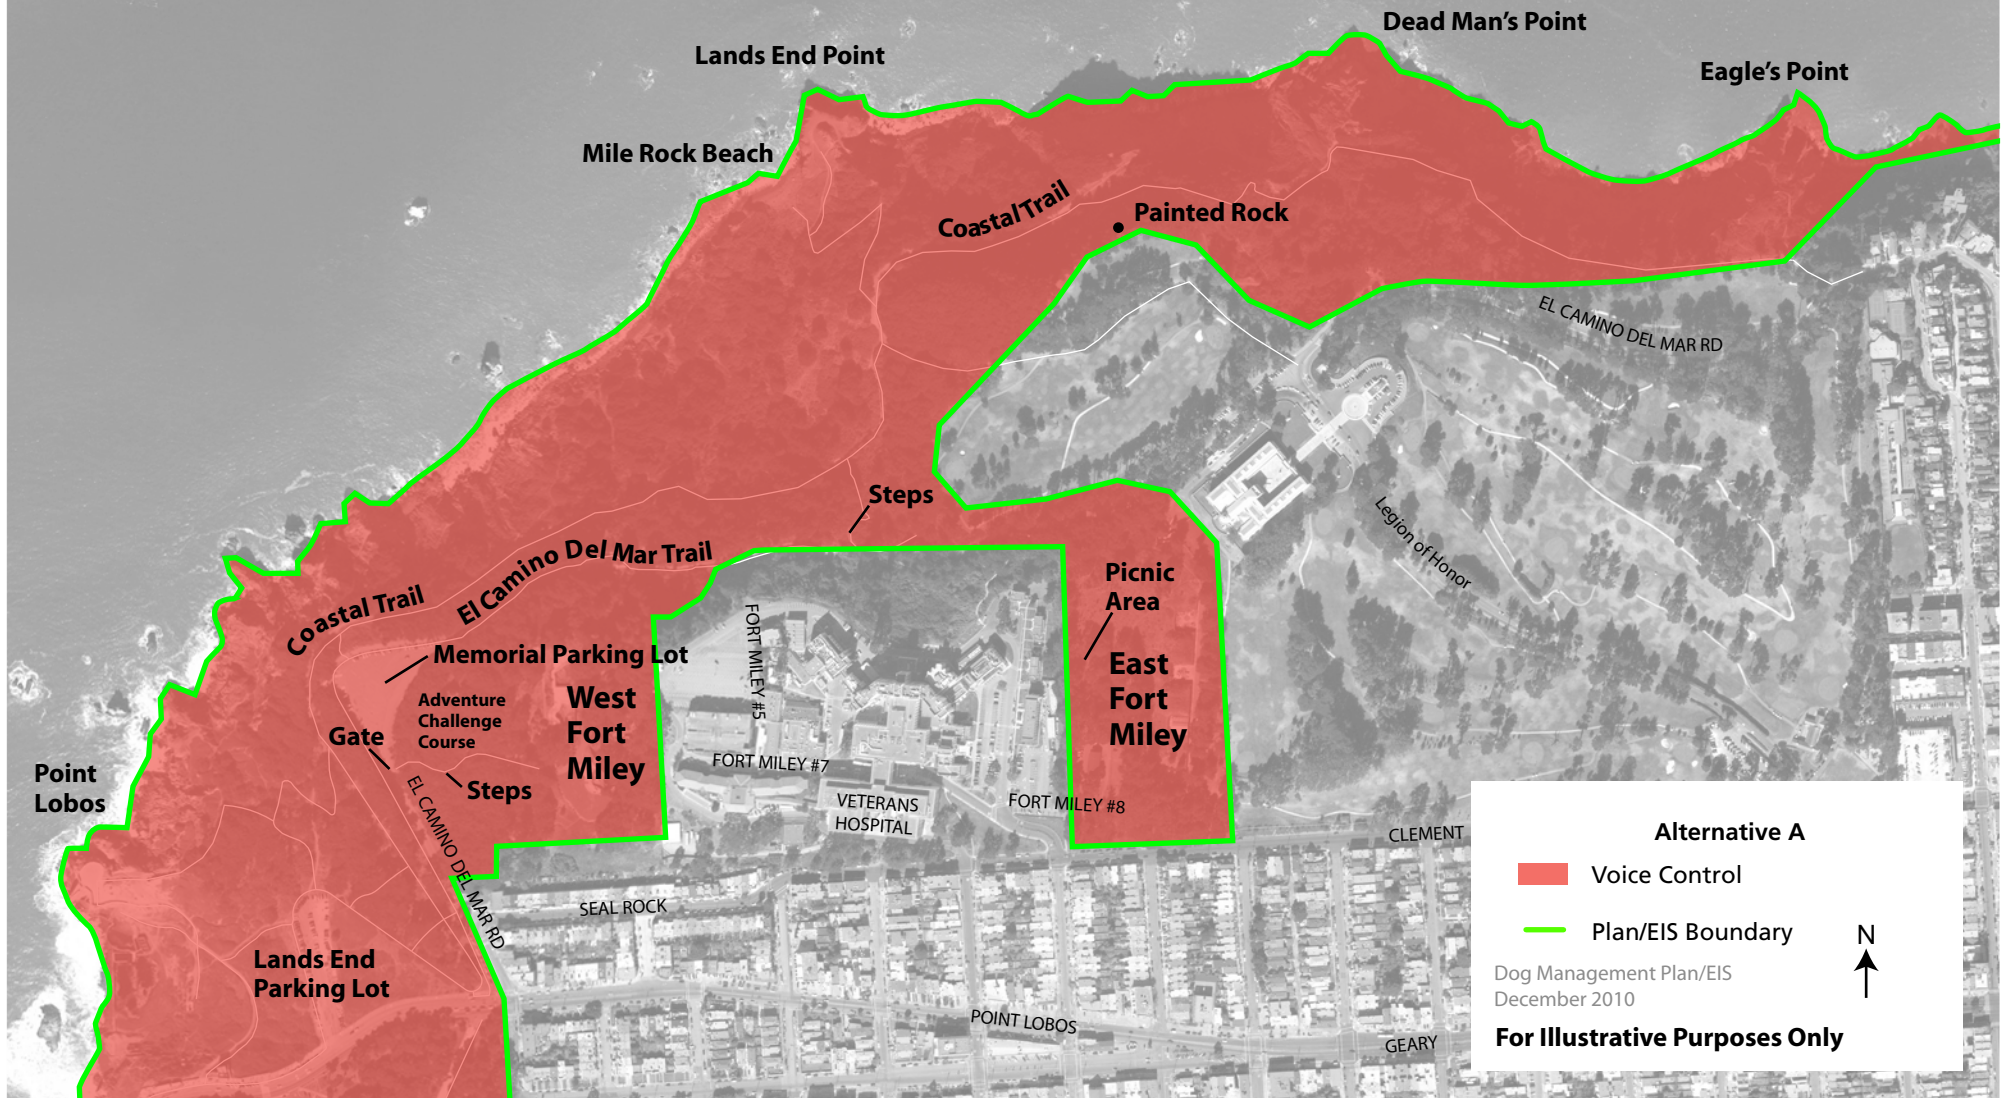 Dead Man’s Point
Lands End Point
Eagle’s Point
Mile Rock Beach
Coastal Trail
Painted Rock
EL CAMINO DEL MAR RD
Steps
Legion of Honor
El Camino Del Mar Trail
Coastal Trail
Picnic
Area
FORT MILEY #5
Memorial Parking Lot
East
Fort
Miley
West
Fort
Miley
Adventure
Challenge
Course
Gate
FORT MILEY #7
Point
Lobos
Steps
EL CAMINO DEL MAR RD
VETERANS
HOSPITAL
FORT MILEY #8
CLEMENT
SEAL ROCK
Lands End
Parking Lot
POINT LOBOS
GEARY
Alternative A
Voice Control
Plan/EIS Boundary
N
Dog Management Plan/EIS
December 2010
For Illustrative Purposes Only